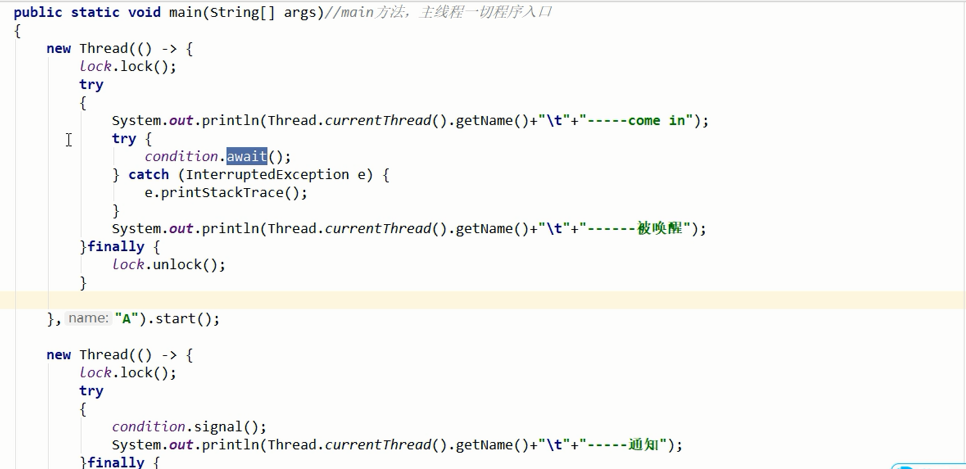 public static void main(String[] args)//main方法，主线程一切程序入口
{
    new Thread(() -> {
        lock.lock();
        try
        {
            System.out.println(Thread.currentThread().getName()+"\t"+"-----come in");
            try {
                condition.await();
            } catch (InterruptedException e) {
                e.printStackTrace();
            }
            System.out.println(Thread.currentThread().getName()+"\t"+"------被唤醒");
        }finally {
            lock.unlock();
        }
    }, name: "A").start();
    new Thread(() -> {
        lock.lock();
        try
        {
            condition.signal();
            System.out.println(Thread.currentThread().getName()+"\t"+"-----通知");
        }finally {